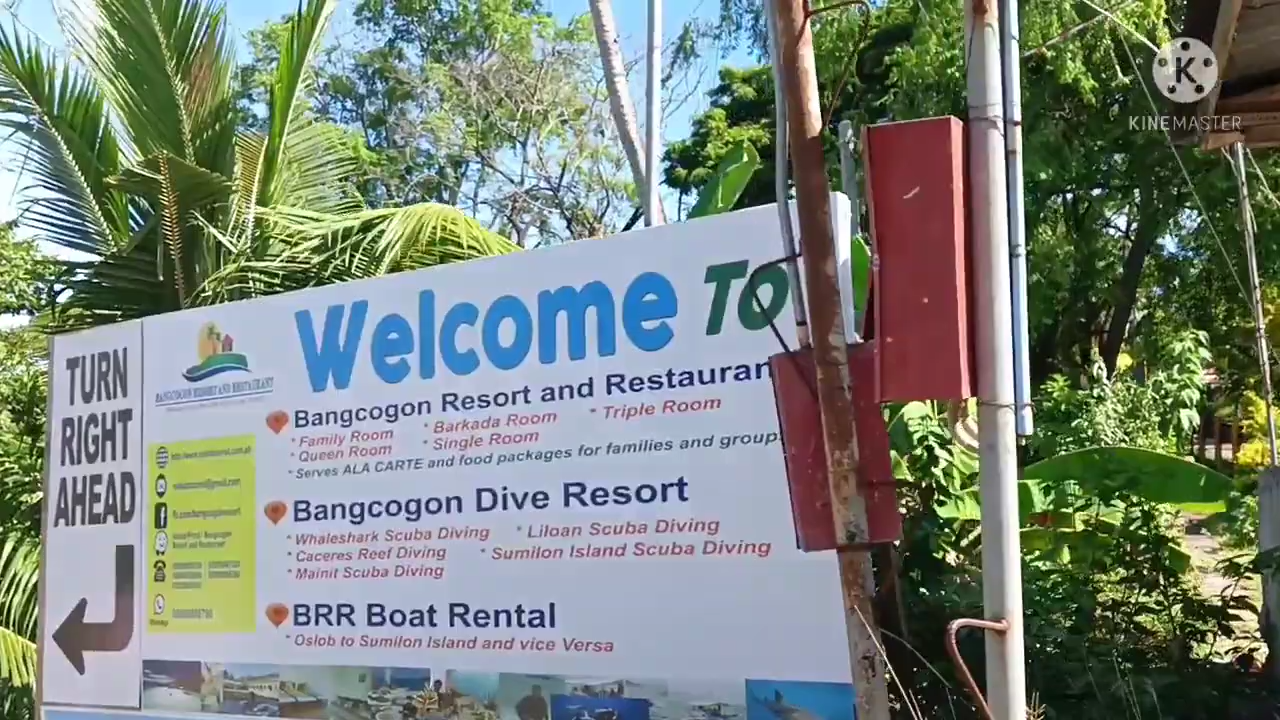 KINEMASTER
TURN
RIGHT
AHEAD
BANGCOGON RESORT AND RESTAURANT
Welcome To
Bangcogon Resort and Restauran
* Family Room * Barkada Room * Triple Room
* Queen Room * Single Room
* Serves ALA CARTE and food packages for families and group
Bangcogon Dive Resort
* Whaleshark Scuba Diving * Liloan Scuba Diving
* Caceres Reef Diving * Sumilon Island Scuba Diving
* Mainit Scuba Diving
BRR Boat Rental
* Oslob to Sumilon Island and vice Versa